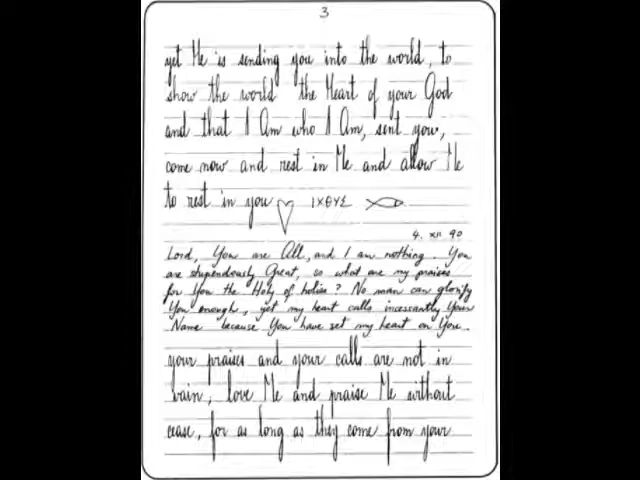 3
yet Me is sending you into the world, to
show the world the Heart of your God
and that I Am who I Am, sent you,
come now and rest in Me and allow Me
to rest in you ΙΧΘΥΣ
4. XII 90
Lord, You are All, and I am nothing. You
are stupendously Great, so what are my praises
for You the Holy of holies? No man can glorify
You enough, yet my heart calls incessantly Your
Name because You have set my heart on You.
your praises and your calls are not in
vain, love Me and praise Me without
cease, for as long as they come from your